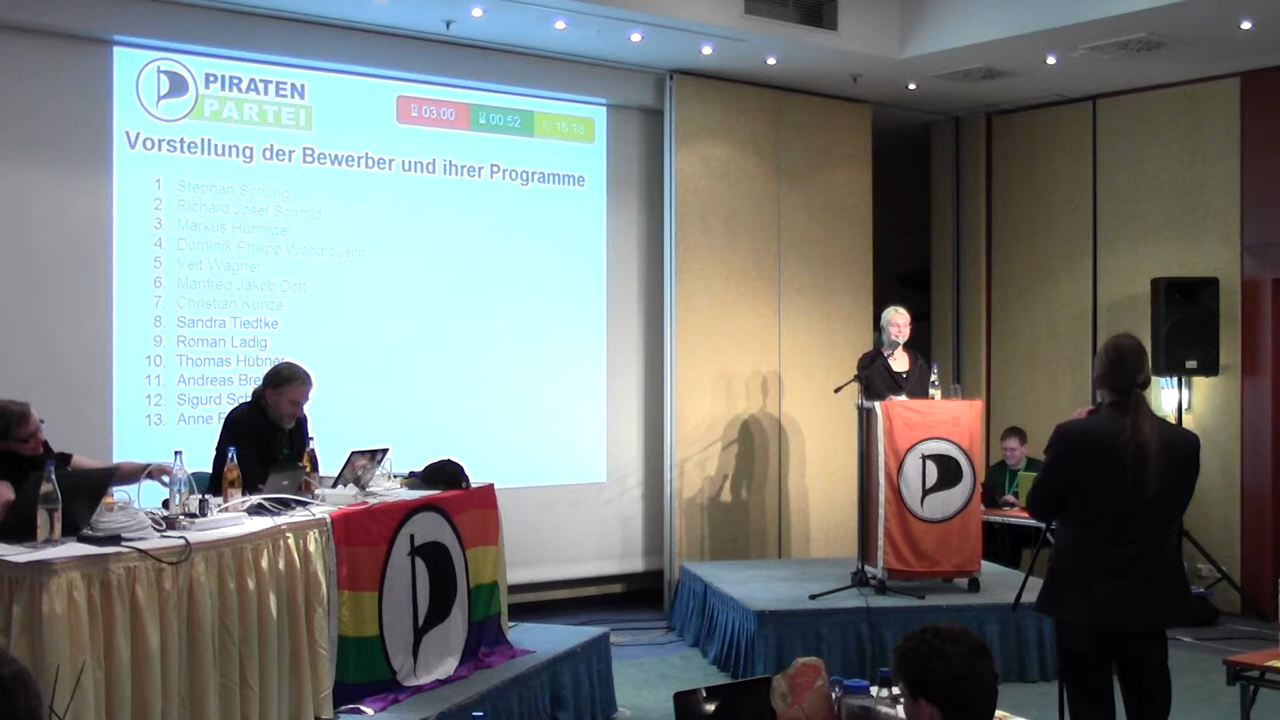 PIRATEN
PARTEI
03:00 00:52 15:13
Vorstellung der Bewerber und ihrer Programme
1. Stephan Schurig
2. Richard Josef Schmid
3. Markus Hünniger
4. Dominik Philipp Wondrousch
5. Veit Wagner
6. Manfred Jakob Dott
7. Christian Kunze
8. Sandra Tiedtke
9. Roman Ladig
10. Thomas Hübner
11. Andreas
12. Sigurd
13. Anne